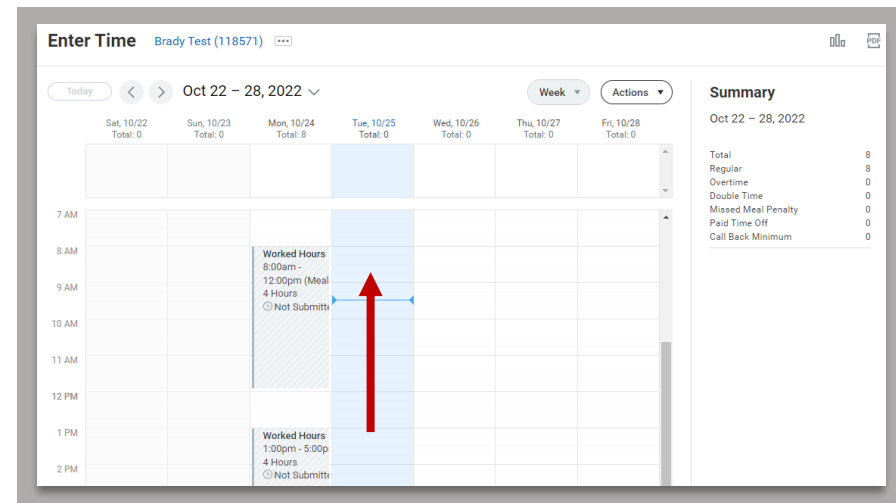 Enter Time Brady Test (118571)
PDF
Today Oct 22 – 28, 2022 Week Actions
Summary
Oct 22 – 28, 2022
Sat, 10/22 Sun, 10/23 Mon, 10/24 Tue, 10/25 Wed, 10/26 Thu, 10/27 Fri, 10/28
Total: 0 Total: 0 Total: 8 Total: 0 Total: 0 Total: 0 Total: 0
Total 8
Regular 8
Overtime 0
Double Time 0
Missed Meal Penalty 0
Paid Time Off 0
Call Back Minimum 0
7 AM
8 AM
9 AM
10 AM
11 AM
12 PM
1 PM
2 PM
Worked Hours
8:00am -
12:00pm (Meal
4 Hours
Not Submitte
Worked Hours
1:00pm - 5:00p
4 Hours
Not Submitte